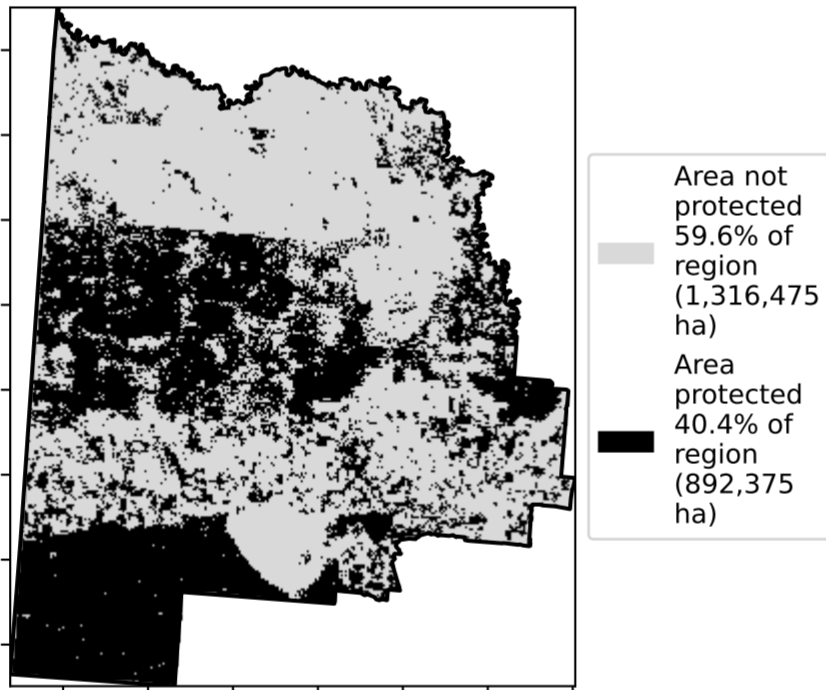 Area not
protected
59.6% of
region
(1,316,475
ha)
Area
protected
40.4% of
region
(892,375
ha)